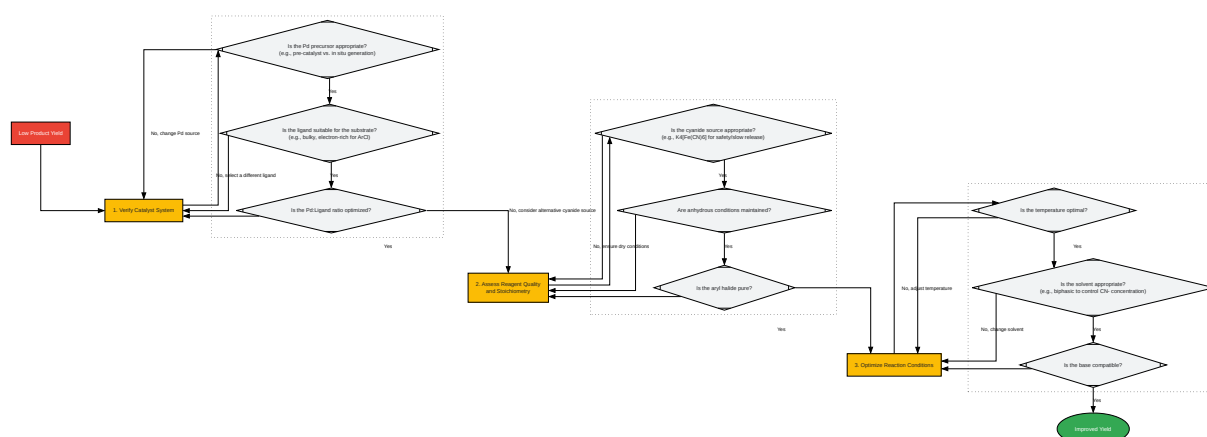 Low Product Yield
1. Verify Catalyst System
Is the Pd precursor appropriate?
(e.g., pre-catalyst vs. in situ generation)
Yes
No, change Pd source
Is the ligand suitable for the substrate?
(e.g., bulky, electron-rich for ArCl)
Yes
No, select a different ligand
Is the Pd:Ligand ratio optimized?
Yes
2. Assess Reagent Quality
and Stoichiometry
Is the cyanide source appropriate?
(e.g., K4[Fe(CN)6] for safety/slow release)
Yes
No, consider alternative cyanide source
Are anhydrous conditions maintained?
Yes
No, ensure dry conditions
Is the aryl halide pure?
Yes
3. Optimize Reaction Conditions
Is the temperature optimal?
Yes
No, adjust temperature
Is the solvent appropriate?
(e.g., biphasic to control CN- concentration)
Yes
No, change solvent
Is the base compatible?
Yes
Improved Yield